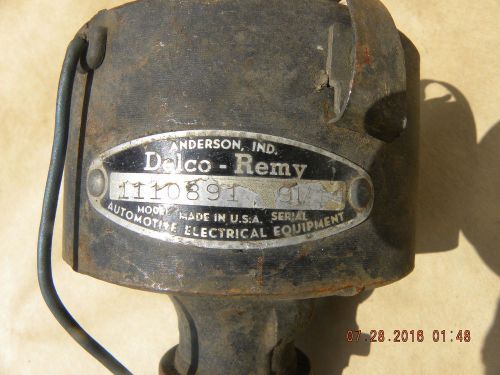 ANDERSON, IND.
Delco - Remy
1110891
MODEL MADE IN U.S.A. SERIAL
AUTOMOTIVE ELECTRICAL EQUIPMENT
07.28.2016 01:48